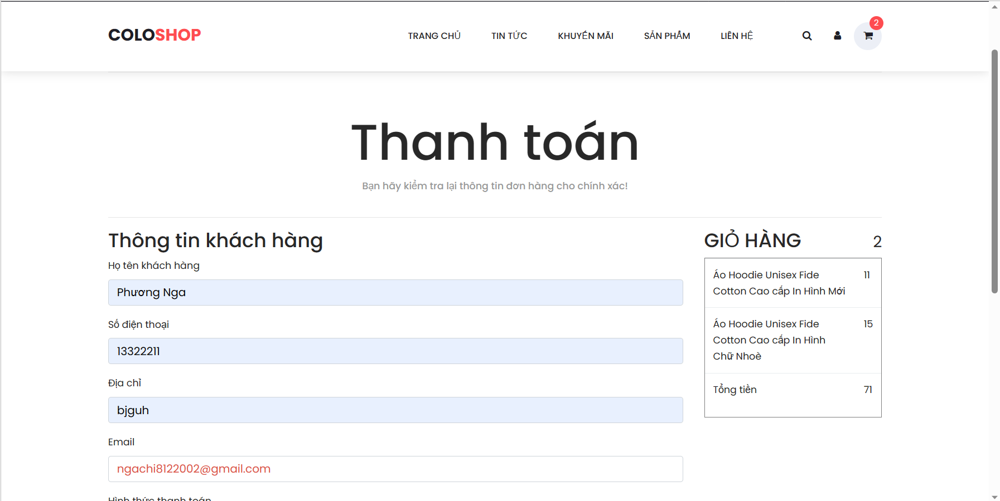 COLOSHOP
TRANG CHỦ
TIN TỨC
KHUYẾN MÃI
SẢN PHẨM
LIÊN HỆ
2
Thanh toán
Bạn hãy kiểm tra lại thông tin đơn hàng cho chính xác!
Thông tin khách hàng
Họ tên khách hàng
Phương Nga
Số điện thoại
13322211
Địa chỉ
bjguh
Email
ngachi8122002@gmail.com
Hình thức thanh toán
GIỎ HÀNG 2
Áo Hoodie Unisex Fide 11
Cotton Cao cấp In Hình Mới
Áo Hoodie Unisex Fide 15
Cotton Cao cấp In Hình
Chữ Nhoè
Tổng tiền 71